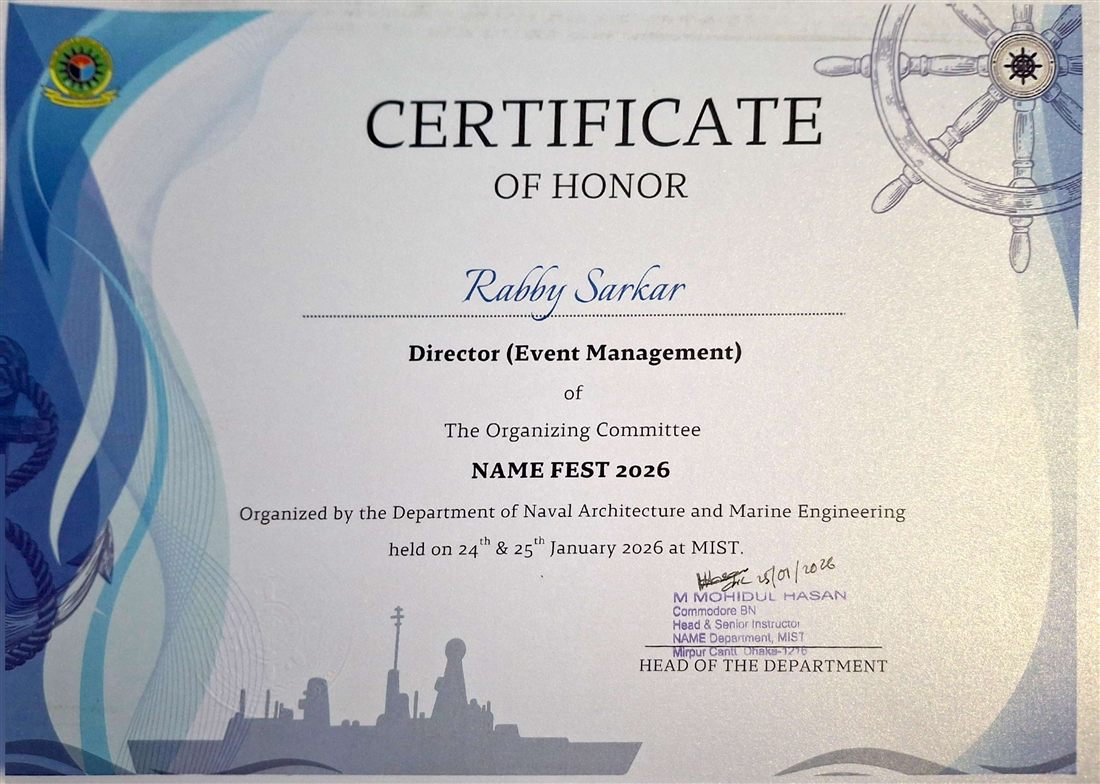 CERTIFICATE
OF HONOR
Rabby Sarkar
Director (Event Management)
of
The Organizing Committee
NAME FEST 2026
Organized by the Department of Naval Architecture and Marine Engineering
held on 24th & 25th January 2026 at MIST.
25/01/2026
M MOHIDUL HASAN
Commodore BN
Head & Senior Instructor
NAME Department, MIST
Mirpur Cantt. Dhaka-1216
HEAD OF THE DEPARTMENT